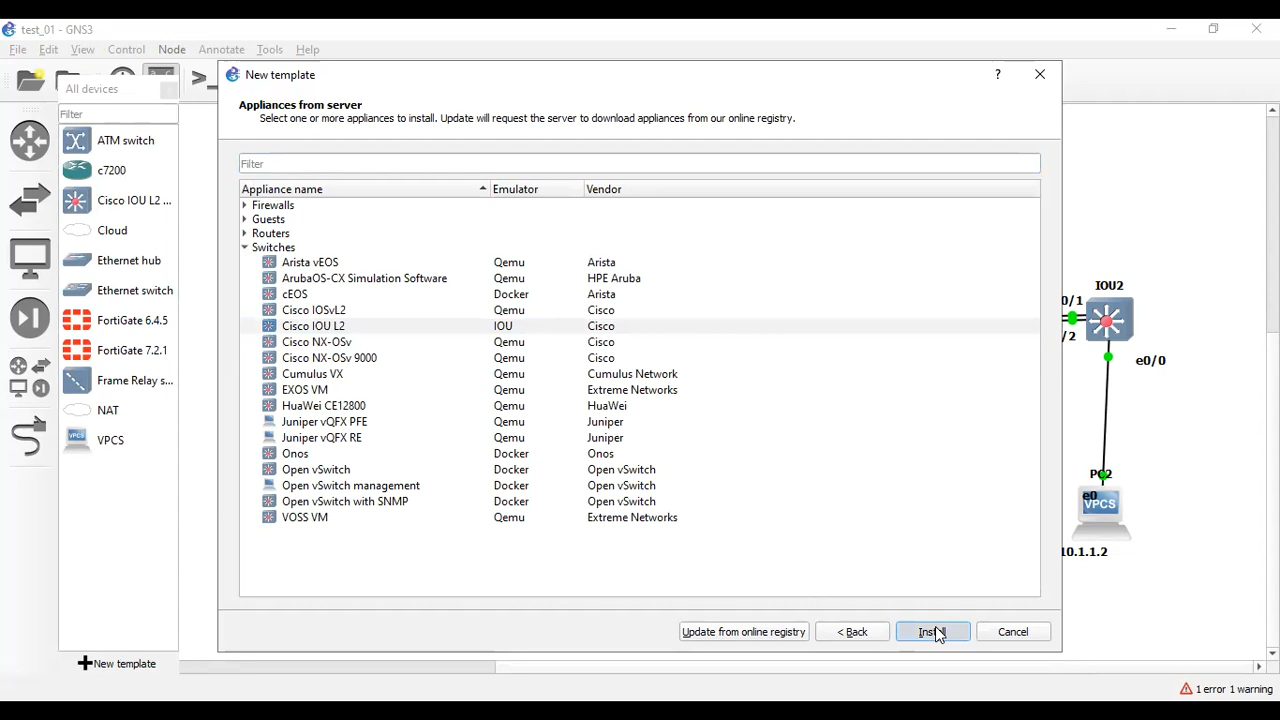 test_01 - GNS3
File Edit View Control Node Annotate Tools Help
All devices
Filter
ATM switch
c7200
Cisco IOU L2 ...
Cloud
Ethernet hub
Ethernet switch
FortiGate 6.4.5
FortiGate 7.2.1
Frame Relay s...
NAT
VPCS
VPCS
New template
New template
?
Appliances from server
Select one or more appliances to install. Update will request the server to download appliances from our online registry.
Filter
Appliance name Emulator Vendor
Firewalls
Guests
Routers
Switches
Arista vEOS Qemu Arista
ArubaOS-CX Simulation Software Qemu HPE Aruba
cEOS Docker Arista
Cisco IOSvL2 Qemu Cisco
Cisco IOU L2 IOU Cisco
Cisco NX-OSv Qemu Cisco
Cisco NX-OSv 9000 Qemu Cisco
Cumulus VX Qemu Cumulus Network
EXOS VM Qemu Extreme Networks
HuaWei CE12800 Qemu HuaWei
Juniper vQFX PFE Qemu Juniper
Juniper vQFX RE Qemu Juniper
Onos Docker Onos
Open vSwitch Docker Open vSwitch
Open vSwitch management Docker Open vSwitch
Open vSwitch with SNMP Docker Open vSwitch
VOSS VM Qemu Extreme Networks
Update from online registry < Back Install Cancel
IOU2
0/1
/2
e0/0
PC2
e0
VPCS
10.1.1.2
1 error 1 warning